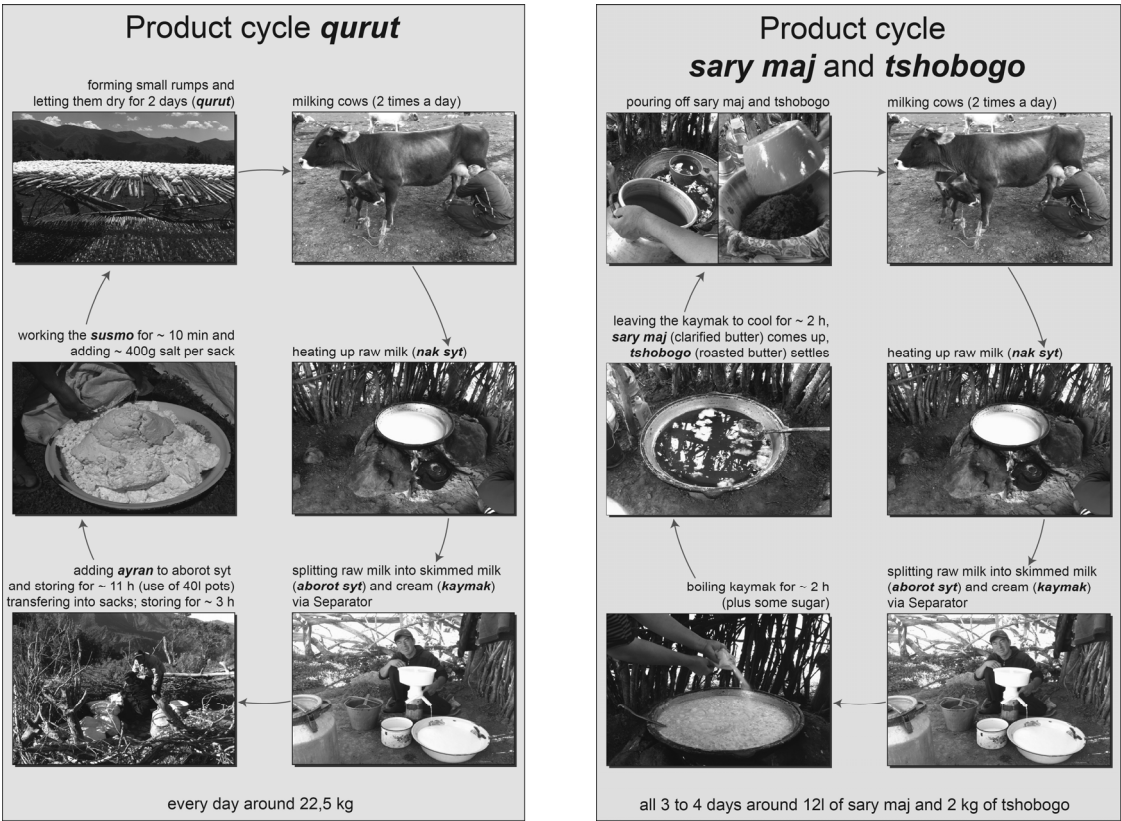 Product cycle qurut
forming small rumps and
letting them dry for 2 days (qurut)
milking cows (2 times a day)
working the susmo for ~ 10 min and
adding ~ 400g salt per sack
heating up raw milk (nak syt)
adding ayran to aborot syt
and storing for ~ 11 h (use of 40l pots)
transfering into sacks; storing for ~ 3 h
splitting raw milk into skimmed milk
(aborot syt) and cream (kaymak)
via Separator
every day around 22,5 kg
Product cycle
sary maj and tshobogo
pouring off sary maj and tshobogo
milking cows (2 times a day)
leaving the kaymak to cool for ~ 2 h,
sary maj (clarified butter) comes up,
tshobogo (roasted butter) settles
heating up raw milk (nak syt)
boiling kaymak for ~ 2 h
(plus some sugar)
splitting raw milk into skimmed milk
(aborot syt) and cream (kaymak)
via Separator
all 3 to 4 days around 12l of sary maj and 2 kg of tshobogo